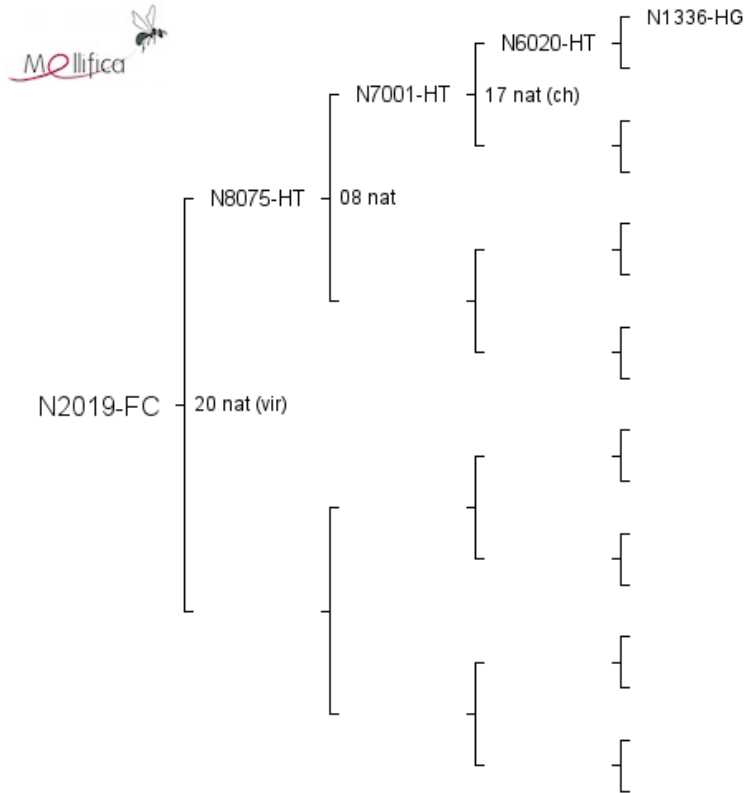 Mellifica
N1336-HG
N6020-HT
N7001-HT
17 nat (ch)
N8075-HT
08 nat
N2019-FC
20 nat (vir)